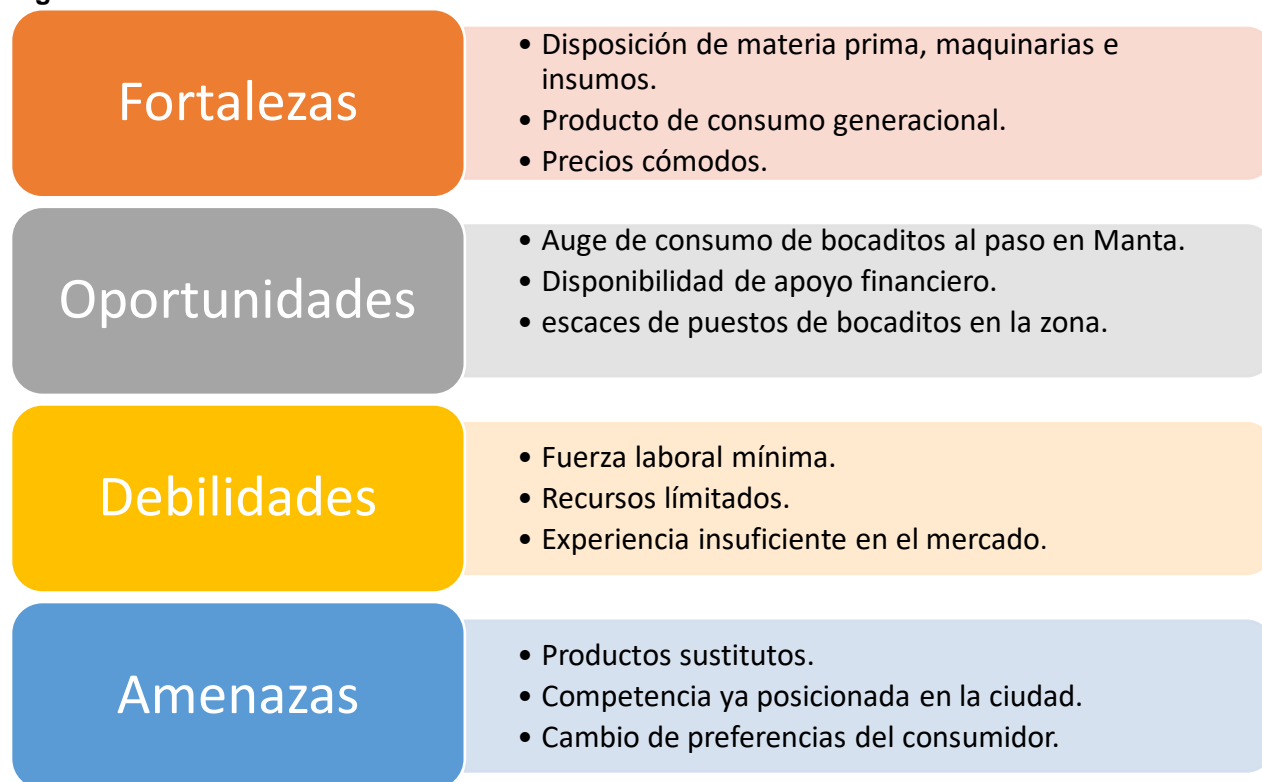 Fortalezas
• Disposición de materia prima, maquinarias e
insumos.
• Producto de consumo generacional.
• Precios cómodos.
Oportunidades
• Auge de consumo de bocaditos al paso en Manta.
• Disponibilidad de apoyo financiero.
• escaces de puestos de bocaditos en la zona.
Debilidades
• Fuerza laboral mínima.
• Recursos límitados.
• Experiencia insuficiente en el mercado.
Amenazas
• Productos sustitutos.
• Competencia ya posicionada en la ciudad.
• Cambio de preferencias del consumidor.